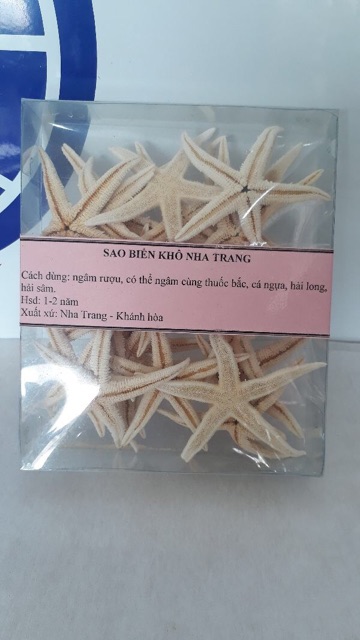 SAO BIỂN KHÔ NHA TRANG
Cách dùng: ngâm rượu, có thể ngâm cùng thuốc bắc, cá ngựa, hải long,
hải sâm.
Hsd: 1-2 năm
Xuất xứ: Nha Trang - Khánh hòa